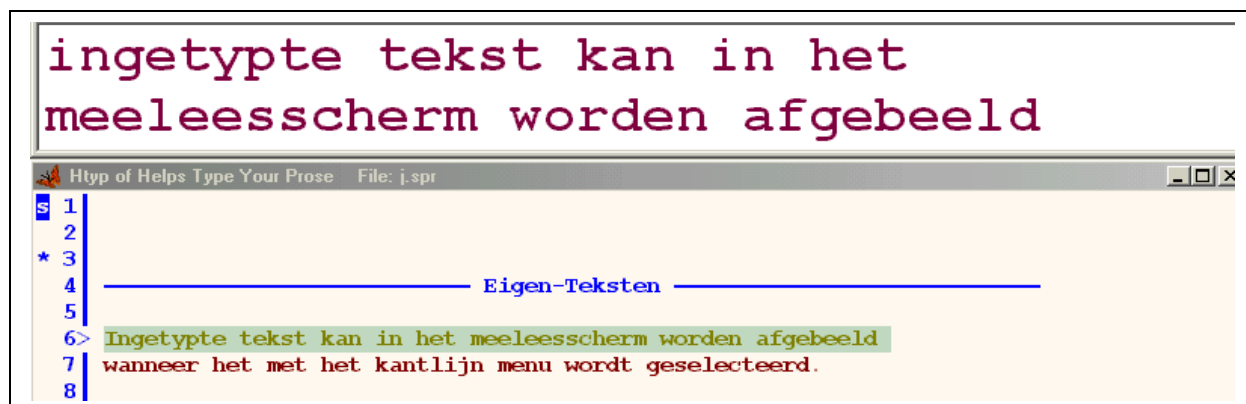 ingetypte tekst kan in het
meeleesscherm worden afgebeeld
Htyp of Helps Type Your Prose File: j.spr
s 1
2
* 3
4 Eigen-Teksten
5
6> Ingetypte tekst kan in het meeleesscherm worden afgebeeld
7 wanneer het met het kantlijn menu wordt geselecteerd.
8